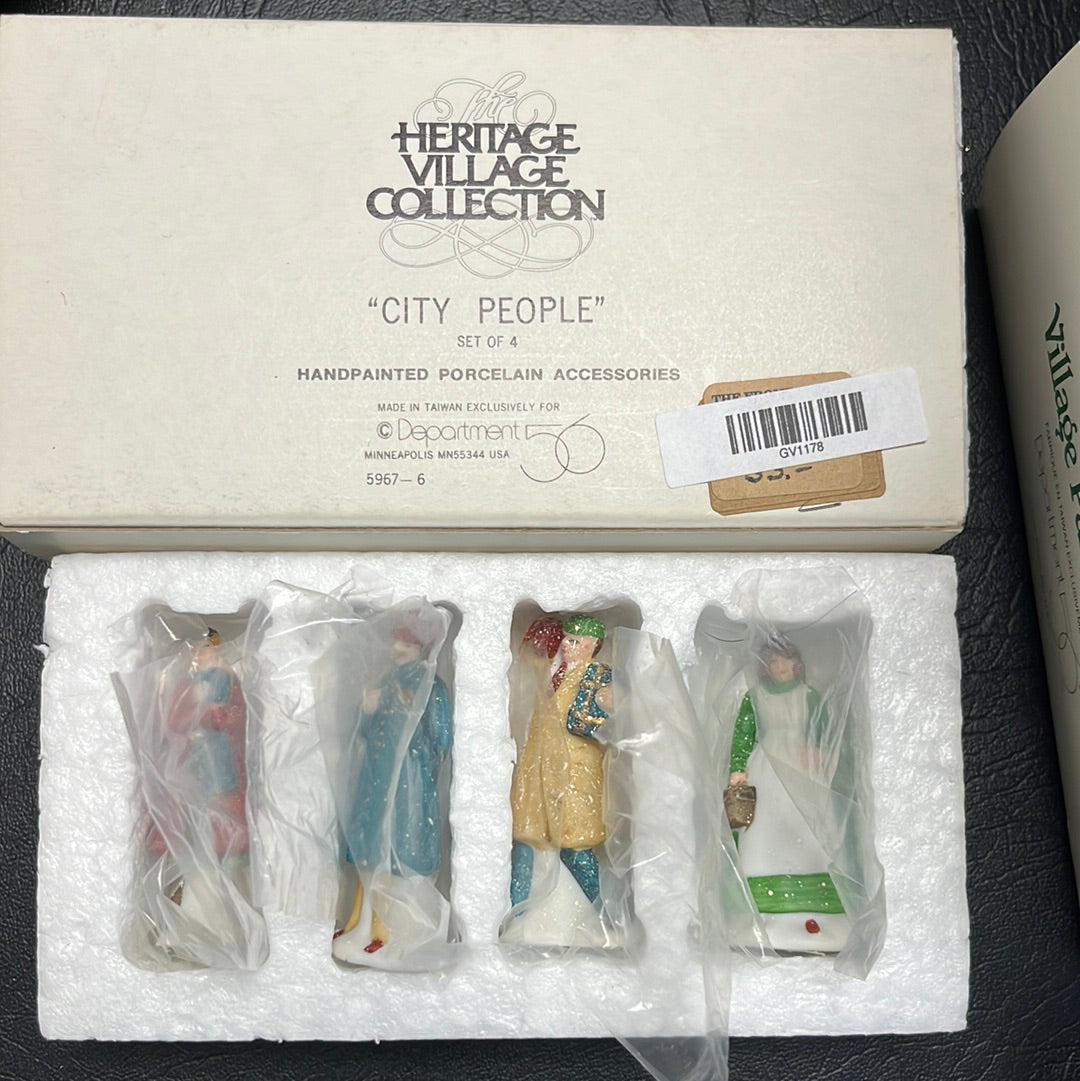 The
HERITAGE
VILLAGE
COLLECTION
"CITY PEOPLE"
SET OF 4
HANDPAINTED PORCELAIN ACCESSORIES
MADE IN TAIWAN EXCLUSIVELY FOR
© Department 56
MINNEAPOLIS MN55344 USA
5967-6
GV1178
Village